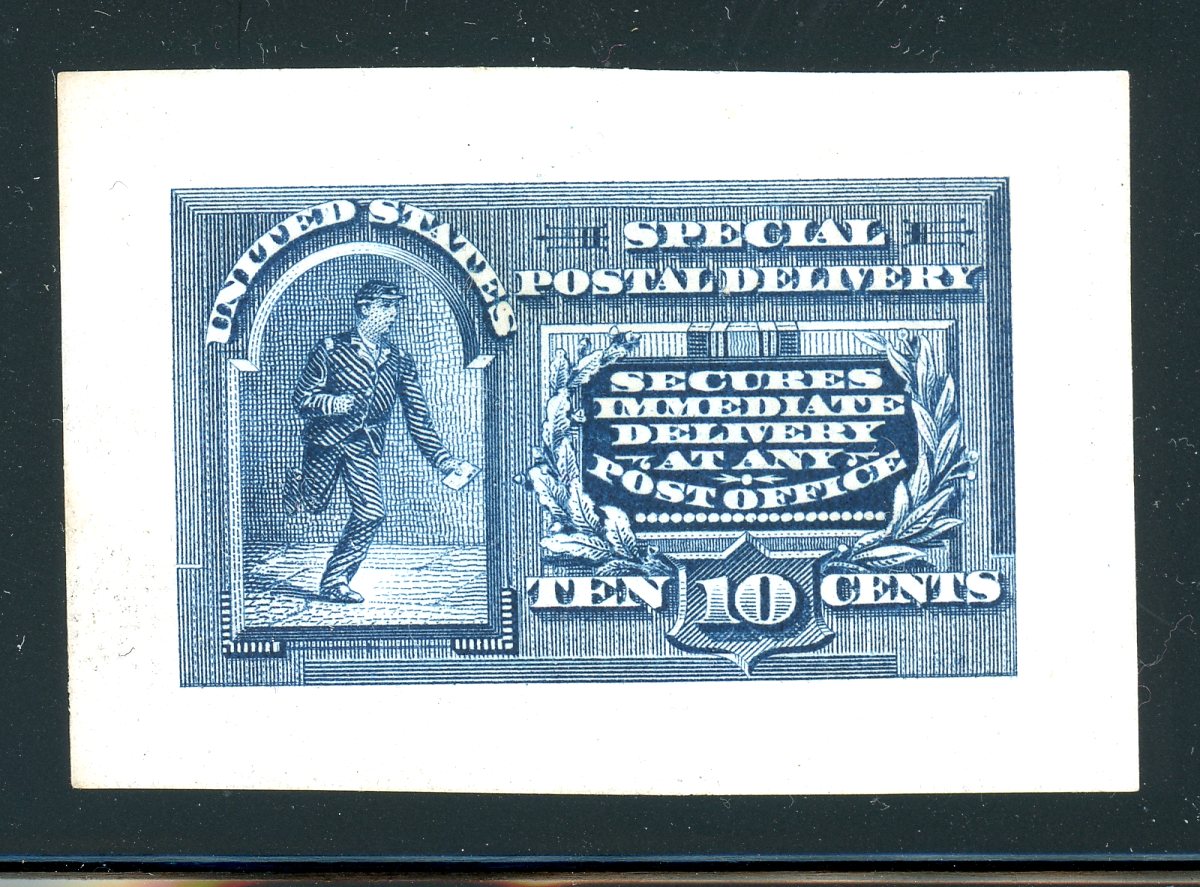 UNITED STATES
SPECIAL
POSTAL DELIVERY
SECURES
IMMEDIATE
DELIVERY
AT ANY
POST OFFICE
TEN 10 CENTS